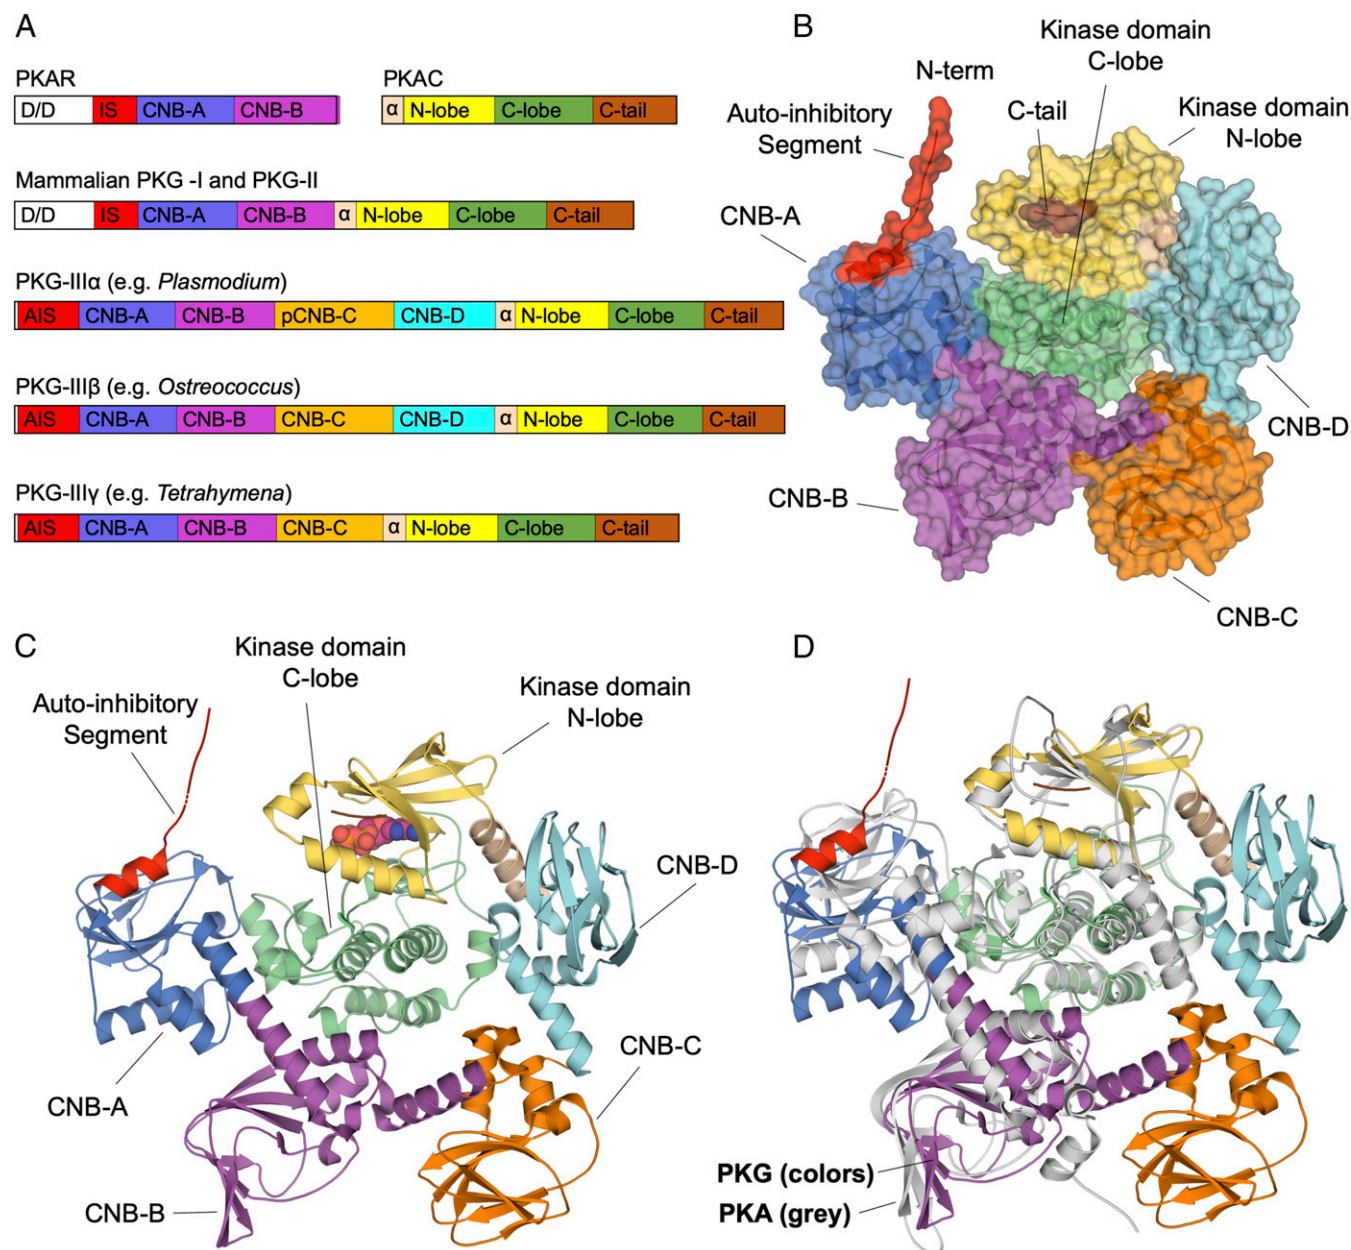 A
PKAR
D/D IS CNB-A CNB-B
PKAC
α N-lobe C-lobe C-tail
Mammalian PKG -I and PKG-II
D/D IS CNB-A CNB-B α N-lobe C-lobe C-tail
PKG-IIIα (e.g. Plasmodium)
AIS CNB-A CNB-B pCNB-C CNB-D α N-lobe C-lobe C-tail
PKG-IIIβ (e.g. Ostreococcus)
AIS CNB-A CNB-B CNB-C CNB-D α N-lobe C-lobe C-tail
PKG-IIIγ (e.g. Tetrahymena)
AIS CNB-A CNB-B CNB-C α N-lobe C-lobe C-tail
B
Kinase domain
C-lobe
N-term
Auto-inhibitory
Segment
C-tail
Kinase domain
N-lobe
CNB-A
CNB-D
CNB-B
CNB-C
C
Kinase domain
C-lobe
Auto-inhibitory
Segment
Kinase domain
N-lobe
CNB-D
CNB-C
CNB-A
CNB-B
D
PKG (colors)
PKA (grey)